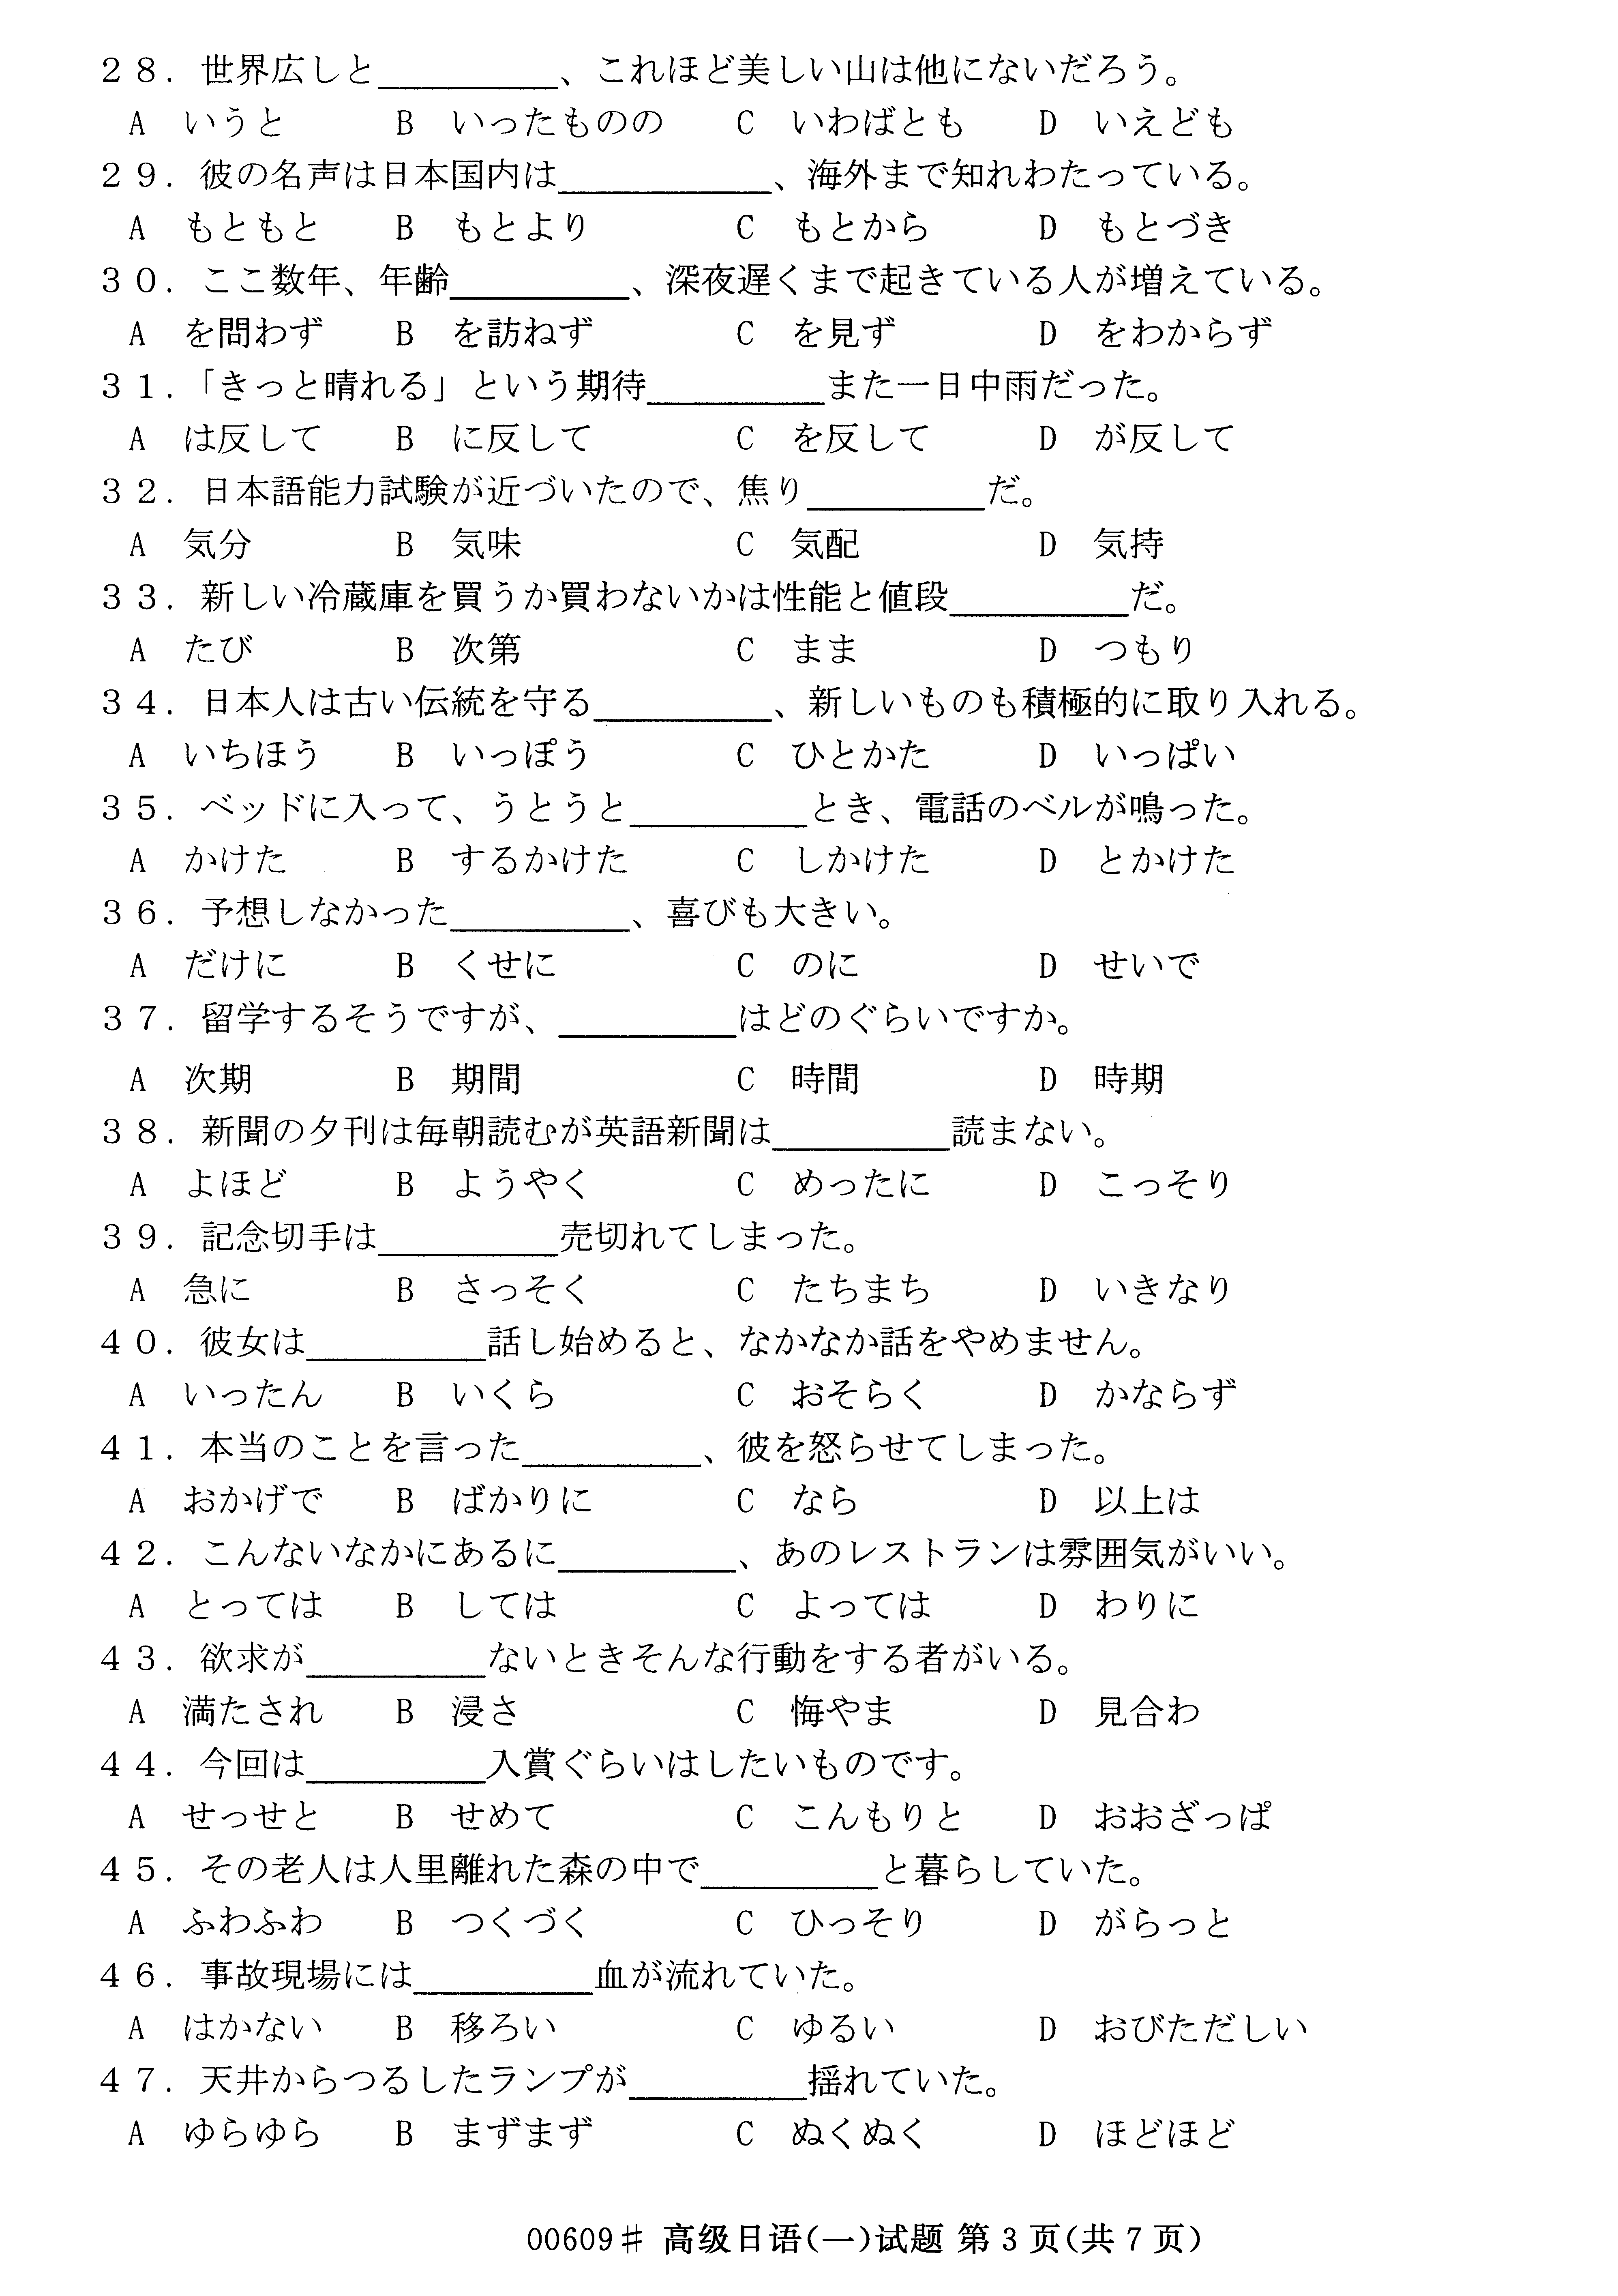 ２８．世界広しと＿＿＿＿＿、これほど美しい山は他にないだろう。
A　いうと　　B　いったものの　　C　いわばとも　　D　いえども
２９．彼の名声は日本国内は＿＿＿＿＿、海外まで知れわたっている。
A　もともと　　B　もとより　　C　もとから　　D　もとづき
３０．ここ数年、年齢＿＿＿＿＿、深夜遅くまで起きている人が増えている。
A　を問わず　　B　を訪ねず　　C　を見ず　　D　をわからず
３１．「きっと晴れる」という期待＿＿＿＿＿また一日中雨だった。
A　は反して　　B　に反して　　C　を反して　　D　が反して
３２．日本語能力試験が近づいたので、焦り＿＿＿＿＿だ。
A　気分　　B　気味　　C　気配　　D　気持
３３．新しい冷蔵庫を買うか買わないかは性能と値段＿＿＿＿＿だ。
A　たび　　B　次第　　C　まま　　D　つもり
３４．日本人は古い伝統を守る＿＿＿＿＿、新しいものも積極的に取り入れる。
A　いちほう　　B　いっぽう　　C　ひとかた　　D　いっぱい
３５．ベッドに入って、うとうと＿＿＿＿＿とき、電話のベルが鳴った。
A　かけた　　B　するかけた　　C　しかけた　　D　とかけた
３６．予想しなかった＿＿＿＿＿、喜びも大きい。
A　だけに　　B　くせに　　C　のに　　D　せいで
３７．留学するそうですが、＿＿＿＿＿はどのぐらいですか。
A　次期　　B　期間　　C　時間　　D　時期
３８．新聞の夕刊は毎朝読むが英語新聞は＿＿＿＿＿読まない。
A　よほど　　B　ようやく　　C　めったに　　D　こっそり
３９．記念切手は＿＿＿＿＿売切れてしまった。
A　急に　　B　さっそく　　C　たちまち　　D　いきなり
４０．彼女は＿＿＿＿＿話し始めると、なかなか話をやめません。
A　いったん　　B　いくら　　C　おそらく　　D　かならず
４１．本当のことを言った＿＿＿＿＿、彼を怒らせてしまった。
A　おかげで　　B　ばかりに　　C　なら　　D　以上は
４２．こんないなかにあるに＿＿＿＿＿、あのレストランは雰囲気がいい。
A　とっては　　B　しては　　C　よっては　　D　わりに
４３．欲求が＿＿＿＿＿ないときそんな行動をする者がいる。
A　満たされ　　B　浸さ　　C　悔やま　　D　見合わ
４４．今回は＿＿＿＿＿入賞ぐらいはしたいものです。
A　せっせと　　B　せめて　　C　こんもりと　　D　おおざっぱ
４５．その老人は人里離れた森の中で＿＿＿＿＿と暮らしていた。
A　ふわふわ　　B　つくづく　　C　ひっそり　　D　がらっと
４６．事故現場には＿＿＿＿＿血が流れていた。
A　はかない　　B　移ろい　　C　ゆるい　　D　おびただしい
４７．天井からつるしたランプが＿＿＿＿＿揺れていた。
A　ゆらゆら　　B　まずまず　　C　ぬくぬく　　D　ほどほど
00609＃ 高级日语(一)试题 第 3 页(共 7 页)